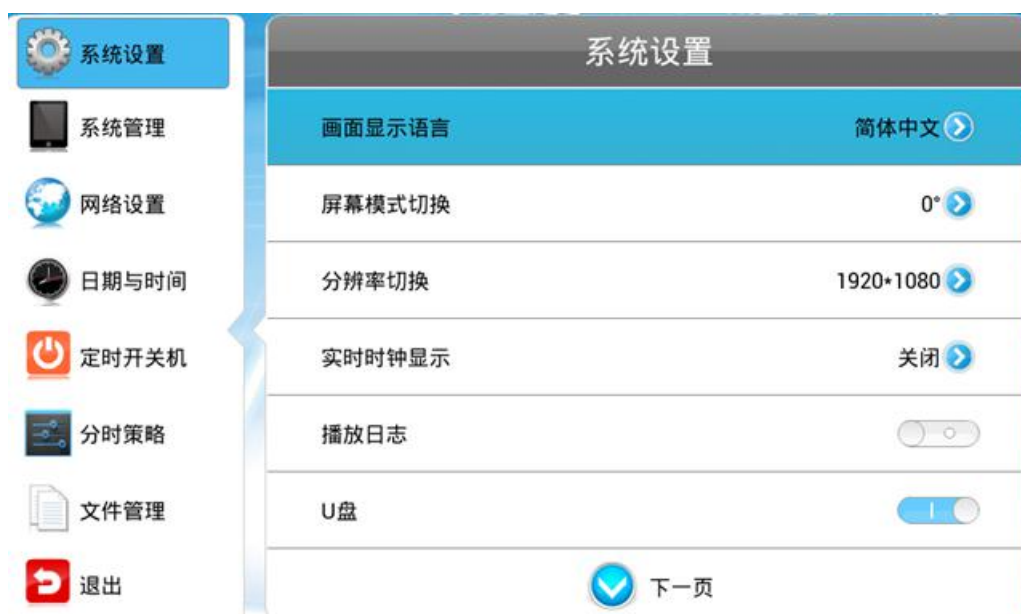 系统设置
系统管理
网络设置
日期与时间
定时开关机
分时策略
文件管理
退出
系统设置
画面显示语言 简体中文
屏幕模式切换 0°
分辨率切换 1920*1080
实时时钟显示 关闭
播放日志
U盘
下一页